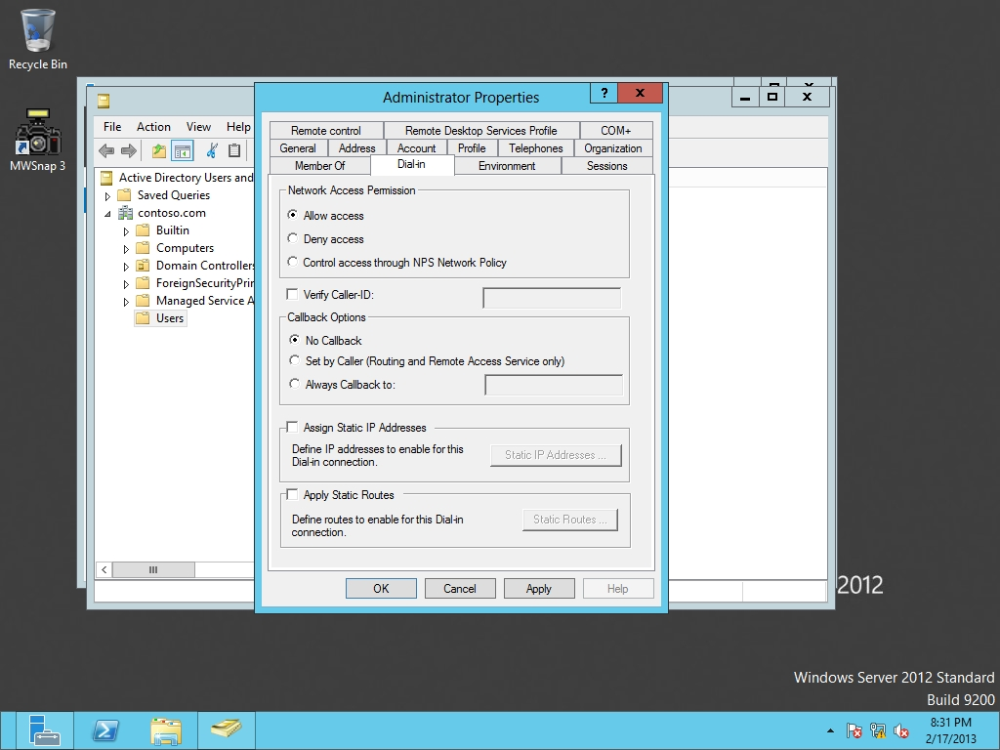 Recycle Bin
MWSnap 3
Administrator Properties
?
File Action View Help
Active Directory Users and
Saved Queries
contoso.com
Builtin
Computers
Domain Controllers
ForeignSecurityPrin
Managed Service A
Users
Remote control Remote Desktop Services Profile COM+
General Address Account Profile Telephones Organization
Member Of Dial-in Environment Sessions
Network Access Permission
Allow access
Deny access
Control access through NPS Network Policy
Verify Caller-ID:
Callback Options
No Callback
Set by Caller (Routing and Remote Access Service only)
Always Callback to:
Assign Static IP Addresses
Define IP addresses to enable for this
Dial-in connection.
Static IP Addresses ...
Apply Static Routes
Define routes to enable for this Dial-in
connection.
Static Routes ...
OK Cancel Apply Help
2012
Windows Server 2012 Standard
Build 9200
8:31 PM
2/17/2013